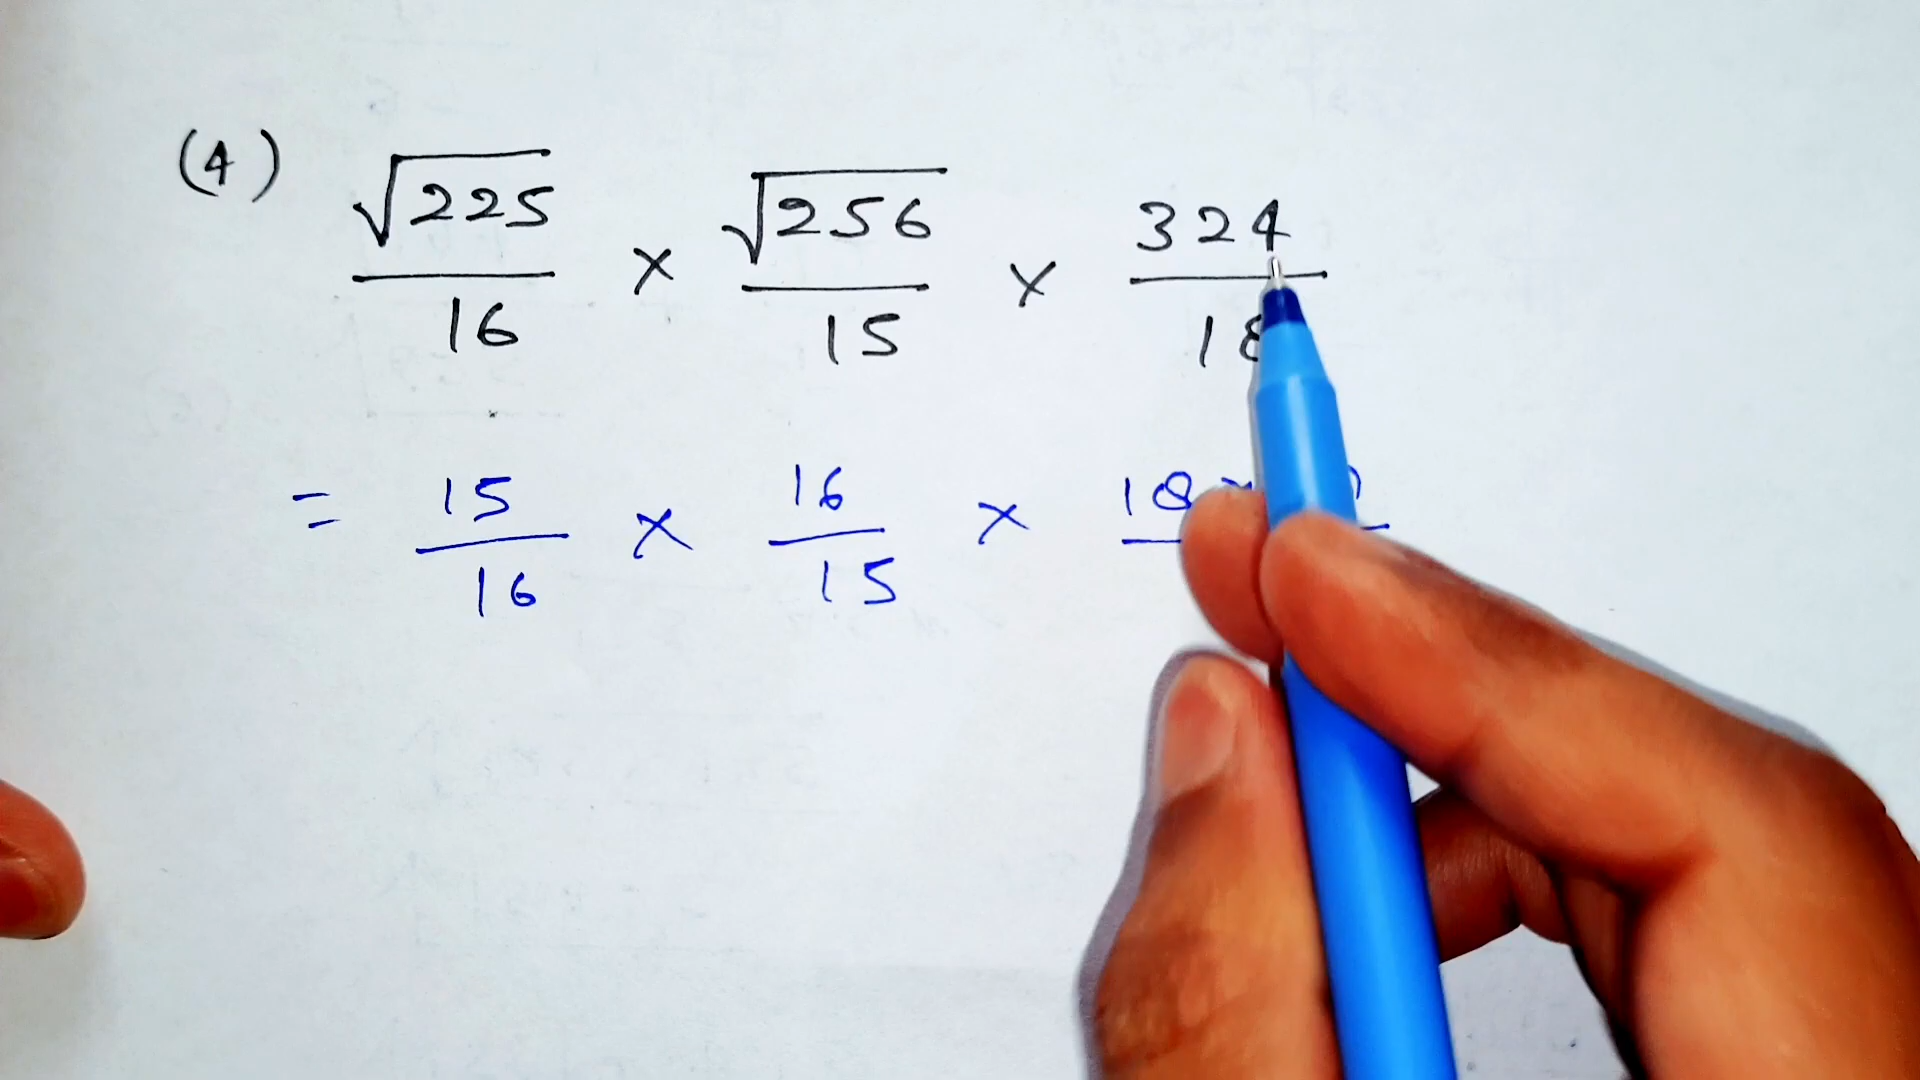 (4) √225/16 × √256/15 × 324/18
= 15/16 × 16/15 × 18 ×